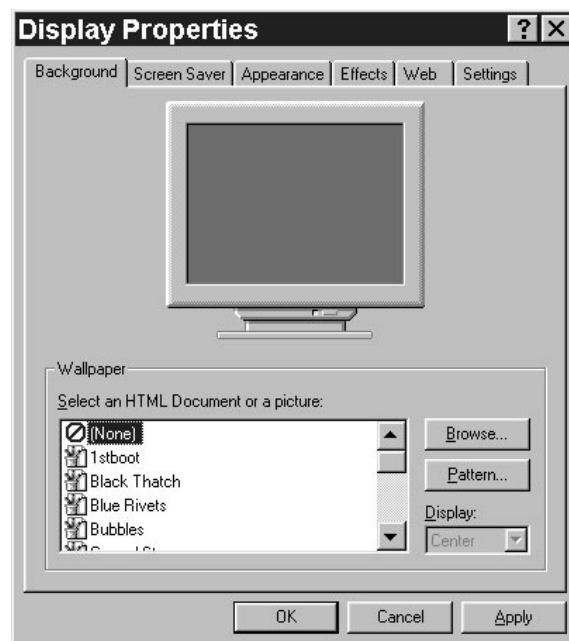 Display Properties
Background Screen Saver Appearance Effects Web Settings
Wallpaper
Select an HTML Document or a picture:
(None)
1stboot
Black Thatch
Blue Rivets
Bubbles
Browse...
Pattern...
Display:
Center
OK Cancel Apply